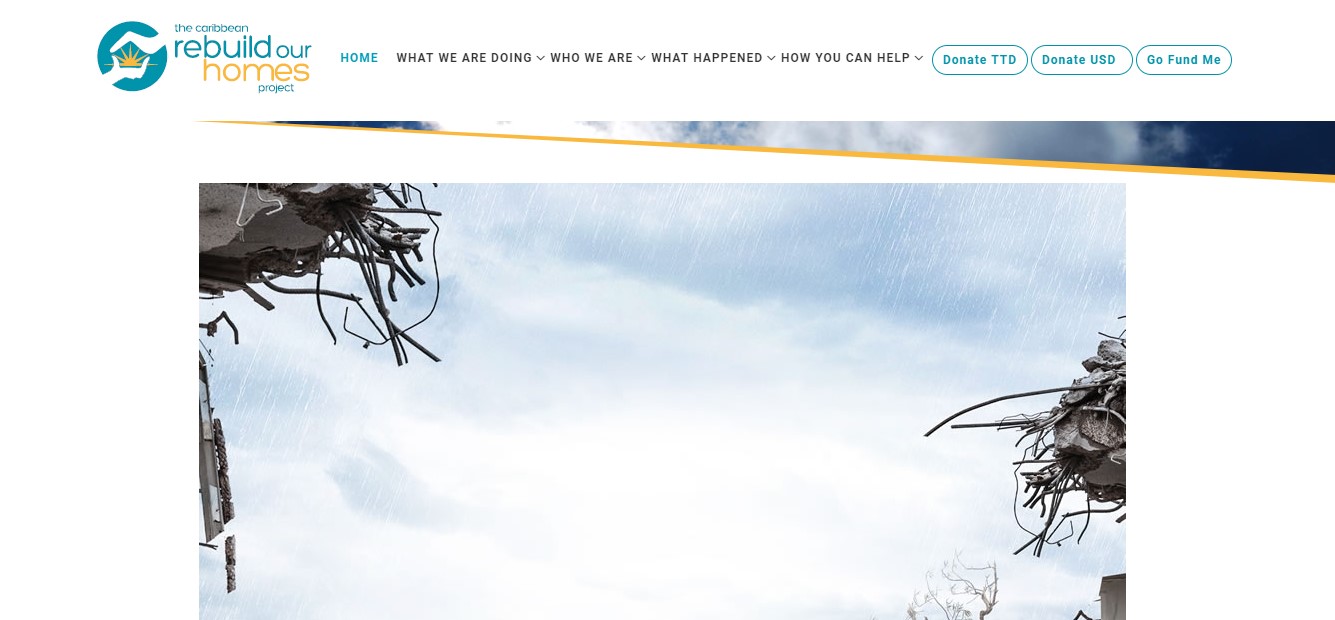 the caribbean
rebuild our
homes
project
HOME
WHAT WE ARE DOING
WHO WE ARE
WHAT HAPPENED
HOW YOU CAN HELP
Donate TTD
Donate USD
Go Fund Me